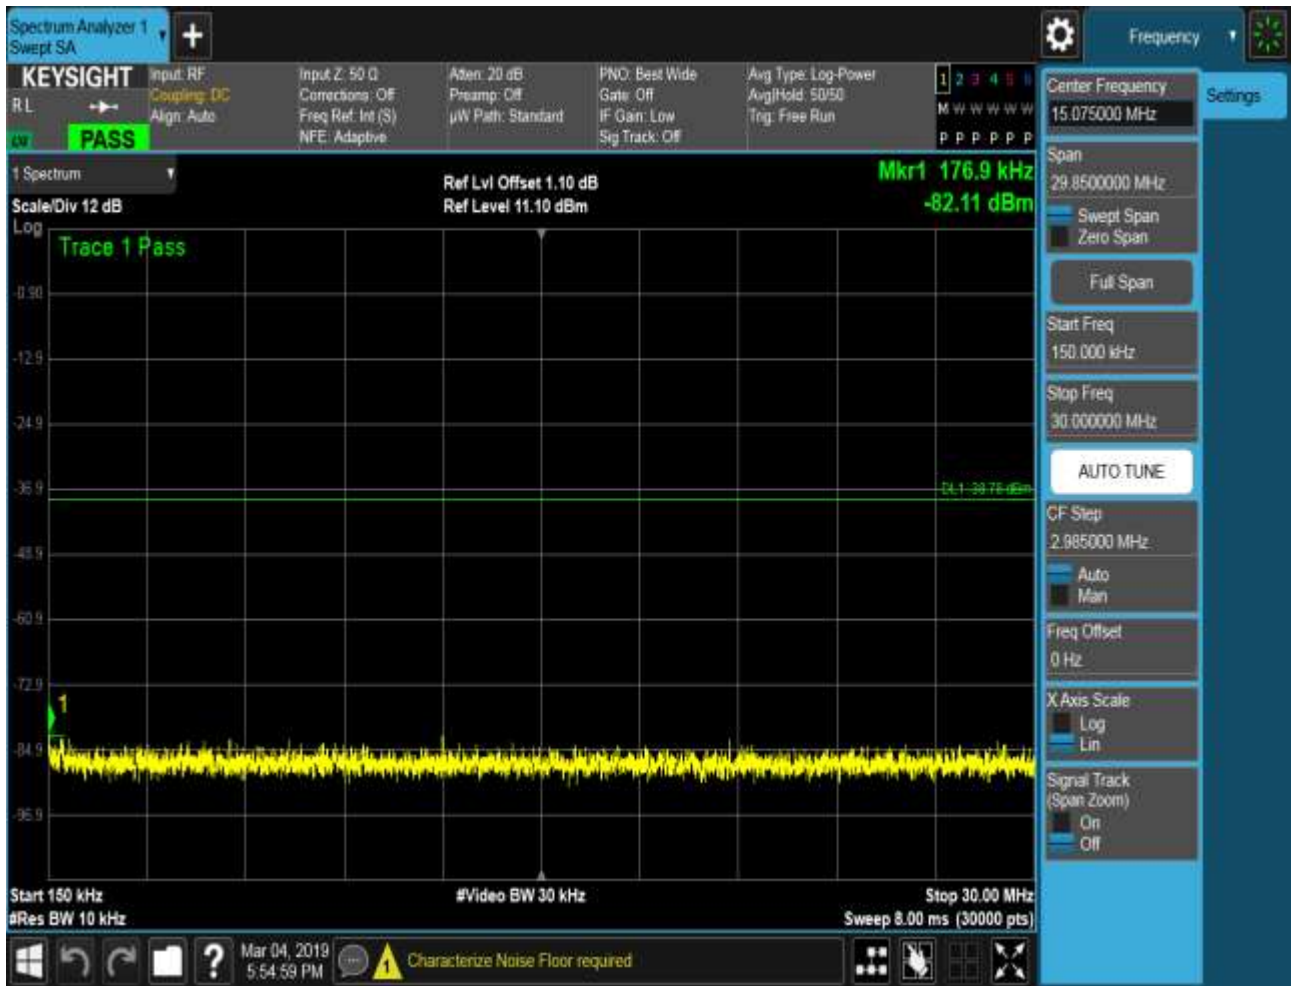 Spectrum Analyzer 1
Swept SA
Frequency
KEYSIGHT
R L
PASS
Input: RF
Coupling: DC
Align: Auto
Input Z: 50 Ω
Corrections: Off
Freq Ref: Int (S)
NFE: Adaptive
Atten: 20 dB
Preamp: Off
µW Path: Standard
PNO: Best Wide
Gate: Off
IF Gain: Low
Sig Track: Off
Avg Type: Log-Power
Avg|Hold: 50/50
Trig: Free Run
1 2 3 4 5 6
M W W W W W
P P P P P P
1 Spectrum
Scale/Div 12 dB
Log
Ref Lvl Offset 1.10 dB
Ref Level 11.10 dBm
Mkr1 176.9 kHz
-82.11 dBm
Trace 1 Pass
-0.90
-12.9
-24.9
-36.9
DL1 -38.78 dBm
-48.9
-60.9
-72.9
1
-84.9
-96.9
Start 150 kHz
#Res BW 10 kHz
#Video BW 30 kHz
Stop 30.00 MHz
Sweep 8.00 ms (30000 pts)
Center Frequency
15.075000 MHz
Settings
Span
29.8500000 MHz
Swept Span
Zero Span
Full Span
Start Freq
150.000 kHz
Stop Freq
30.000000 MHz
AUTO TUNE
CF Step
2.985000 MHz
Auto
Man
Freq Offset
0 Hz
X Axis Scale
Log
Lin
Signal Track
(Span Zoom)
On
Off
?
Mar 04, 2019
5:54:59 PM
1
Characterize Noise Floor required